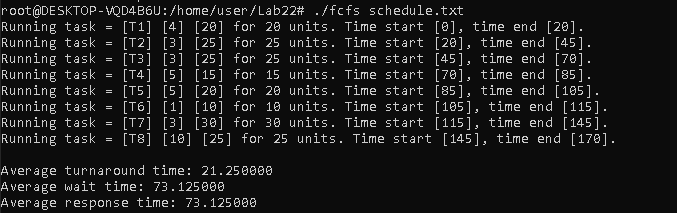 root@DESKTOP-VQD4B6U:/home/user/Lab22# ./fcfs schedule.txt
Running task = [T1] [4] [20] for 20 units. Time start [0], time end [20].
Running task = [T2] [3] [25] for 25 units. Time start [20], time end [45].
Running task = [T3] [3] [25] for 25 units. Time start [45], time end [70].
Running task = [T4] [5] [15] for 15 units. Time start [70], time end [85].
Running task = [T5] [5] [20] for 20 units. Time start [85], time end [105].
Running task = [T6] [1] [10] for 10 units. Time start [105], time end [115].
Running task = [T7] [3] [30] for 30 units. Time start [115], time end [145].
Running task = [T8] [10] [25] for 25 units. Time start [145], time end [170].
Average turnaround time: 21.250000
Average wait time: 73.125000
Average response time: 73.125000